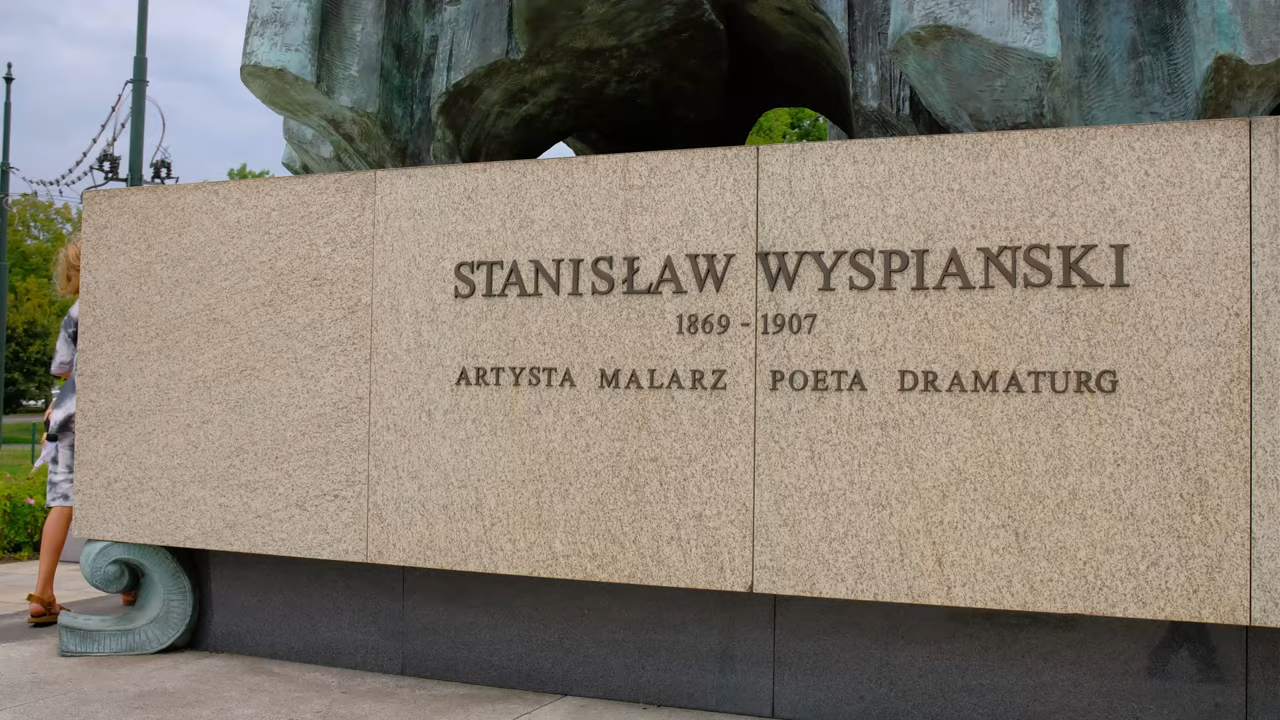 STANISŁAW WYSPIAŃSKI
1869 - 1907
ARTYSTA MALARZ POETA DRAMATURG